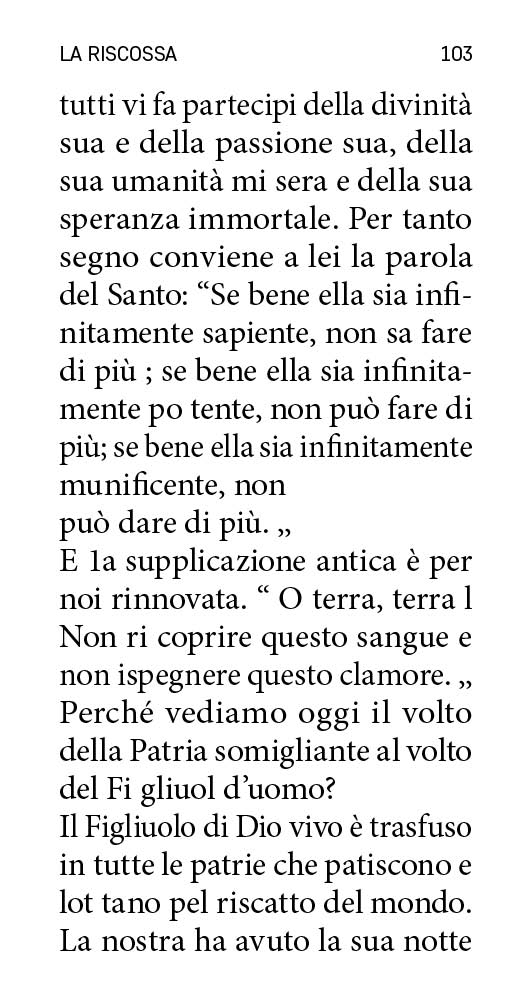 LA RISCOSSA 103
tutti vi fa partecipi della divinità
sua e della passione sua, della
sua umanità mi sera e della sua
speranza immortale. Per tanto
segno conviene a lei la parola
del Santo: “Se bene ella sia infi-
nitamente sapiente, non sa fare
di più ; se bene ella sia infinita-
mente po tente, non può fare di
più; se bene ella sia infinitamente
munificente, non
può dare di più. „
E 1a supplicazione antica è per
noi rinnovata. “ O terra, terra l
Non ri coprire questo sangue e
non ispegnere questo clamore. „
Perché vediamo oggi il volto
della Patria somigliante al volto
del Fi gliuol d’uomo?
Il Figliuolo di Dio vivo è trasfuso
in tutte le patrie che patiscono e
lot tano pel riscatto del mondo.
La nostra ha avuto la sua notte